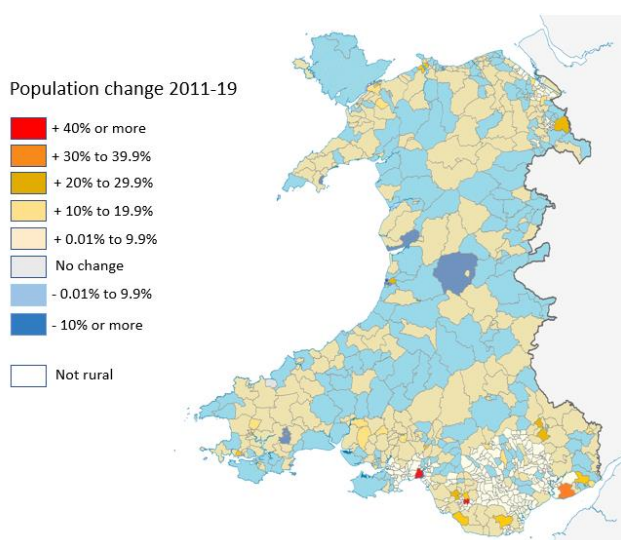 Population change 2011-19
+ 40% or more
+ 30% to 39.9%
+ 20% to 29.9%
+ 10% to 19.9%
+ 0.01% to 9.9%
No change
- 0.01% to 9.9%
- 10% or more
Not rural